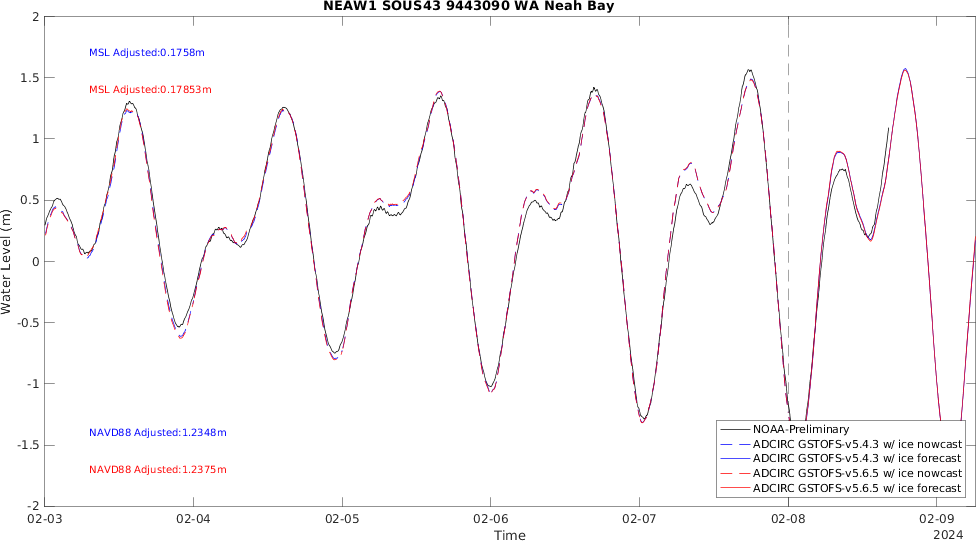 NEAW1 SOUS43 9443090 WA Neah Bay
MSL Adjusted:0.1758m
MSL Adjusted:0.17853m
NAVD88 Adjusted:1.2348m
NAVD88 Adjusted:1.2375m
Water Level (m)
2
1.5
1
0.5
0
-0.5
-1
-1.5
-2
NOAA-Preliminary
ADCIRC GSTOFS-v5.4.3 w/ ice nowcast
ADCIRC GSTOFS-v5.4.3 w/ ice forecast
ADCIRC GSTOFS-v5.6.5 w/ ice nowcast
ADCIRC GSTOFS-v5.6.5 w/ ice forecast
02-03 02-04 02-05 02-06 02-07 02-08 02-09
Time
2024